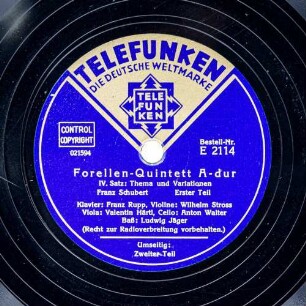 TELEFUNKEN
DIE DEUTSCHE WELTMARKE
TELE
FUN
KEN
CONTROL
COPYRIGHT
021594
Bestell-Nr.
E 2114
Forellen-Quintett A-dur
IV. Satz: Thema und Variationen
Franz Schubert Erster Teil
Klavier: Franz Rupp, Violine: Wilhelm Stross
Viola: Valentin Härtl, Cello: Anton Walter
Baß: Ludwig Jäger
(Recht zur Radioverbreitung vorbehalten.)
Umseitig:
Zweiter Teil